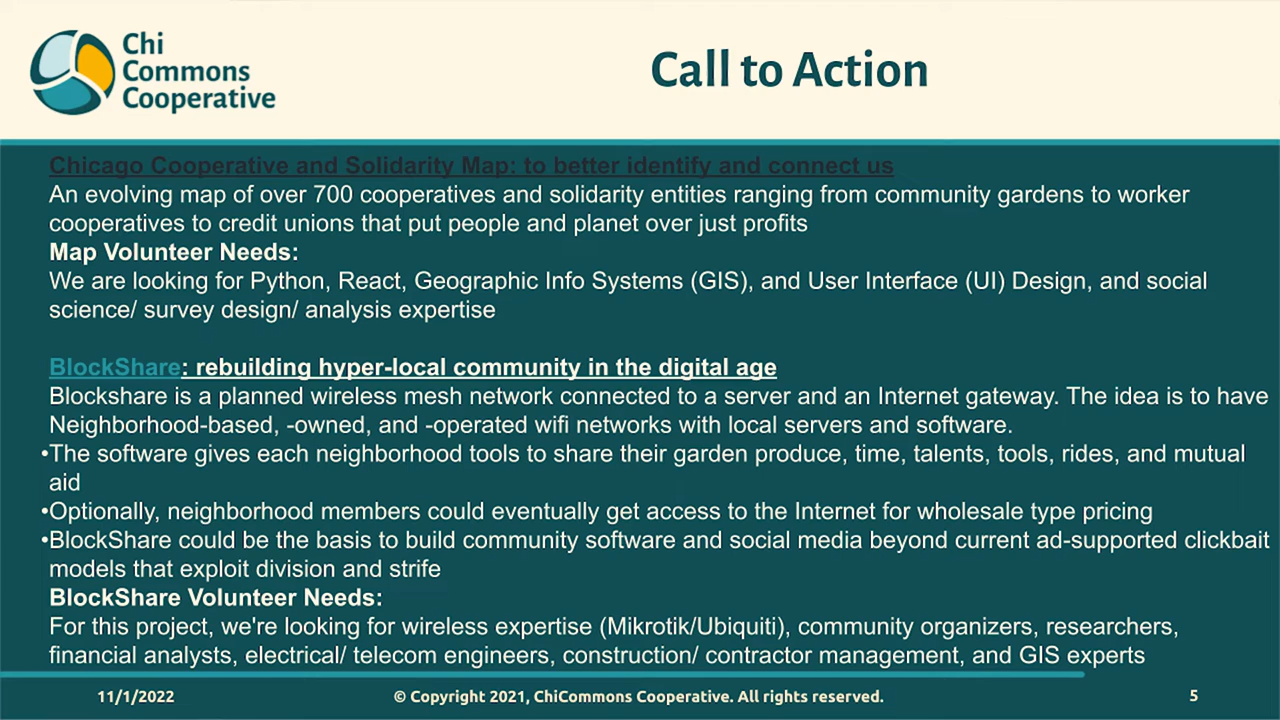 Chi
Commons
Cooperative
Call to Action
Chicago Cooperative and Solidarity Map: to better identify and connect us
An evolving map of over 700 cooperatives and solidarity entities ranging from community gardens to worker
cooperatives to credit unions that put people and planet over just profits
Map Volunteer Needs:
We are looking for Python, React, Geographic Info Systems (GIS), and User Interface (UI) Design, and social
science/ survey design/ analysis expertise
BlockShare: rebuilding hyper-local community in the digital age
Blockshare is a planned wireless mesh network connected to a server and an Internet gateway. The idea is to have
Neighborhood-based, -owned, and -operated wifi networks with local servers and software.
•The software gives each neighborhood tools to share their garden produce, time, talents, tools, rides, and mutual
aid
•Optionally, neighborhood members could eventually get access to the Internet for wholesale type pricing
•BlockShare could be the basis to build community software and social media beyond current ad-supported clickbait
models that exploit division and strife
BlockShare Volunteer Needs:
For this project, we're looking for wireless expertise (Mikrotik/Ubiquiti), community organizers, researchers,
financial analysts, electrical/ telecom engineers, construction/ contractor management, and GIS experts
11/1/2022
© Copyright 2021, ChiCommons Cooperative. All rights reserved.
5